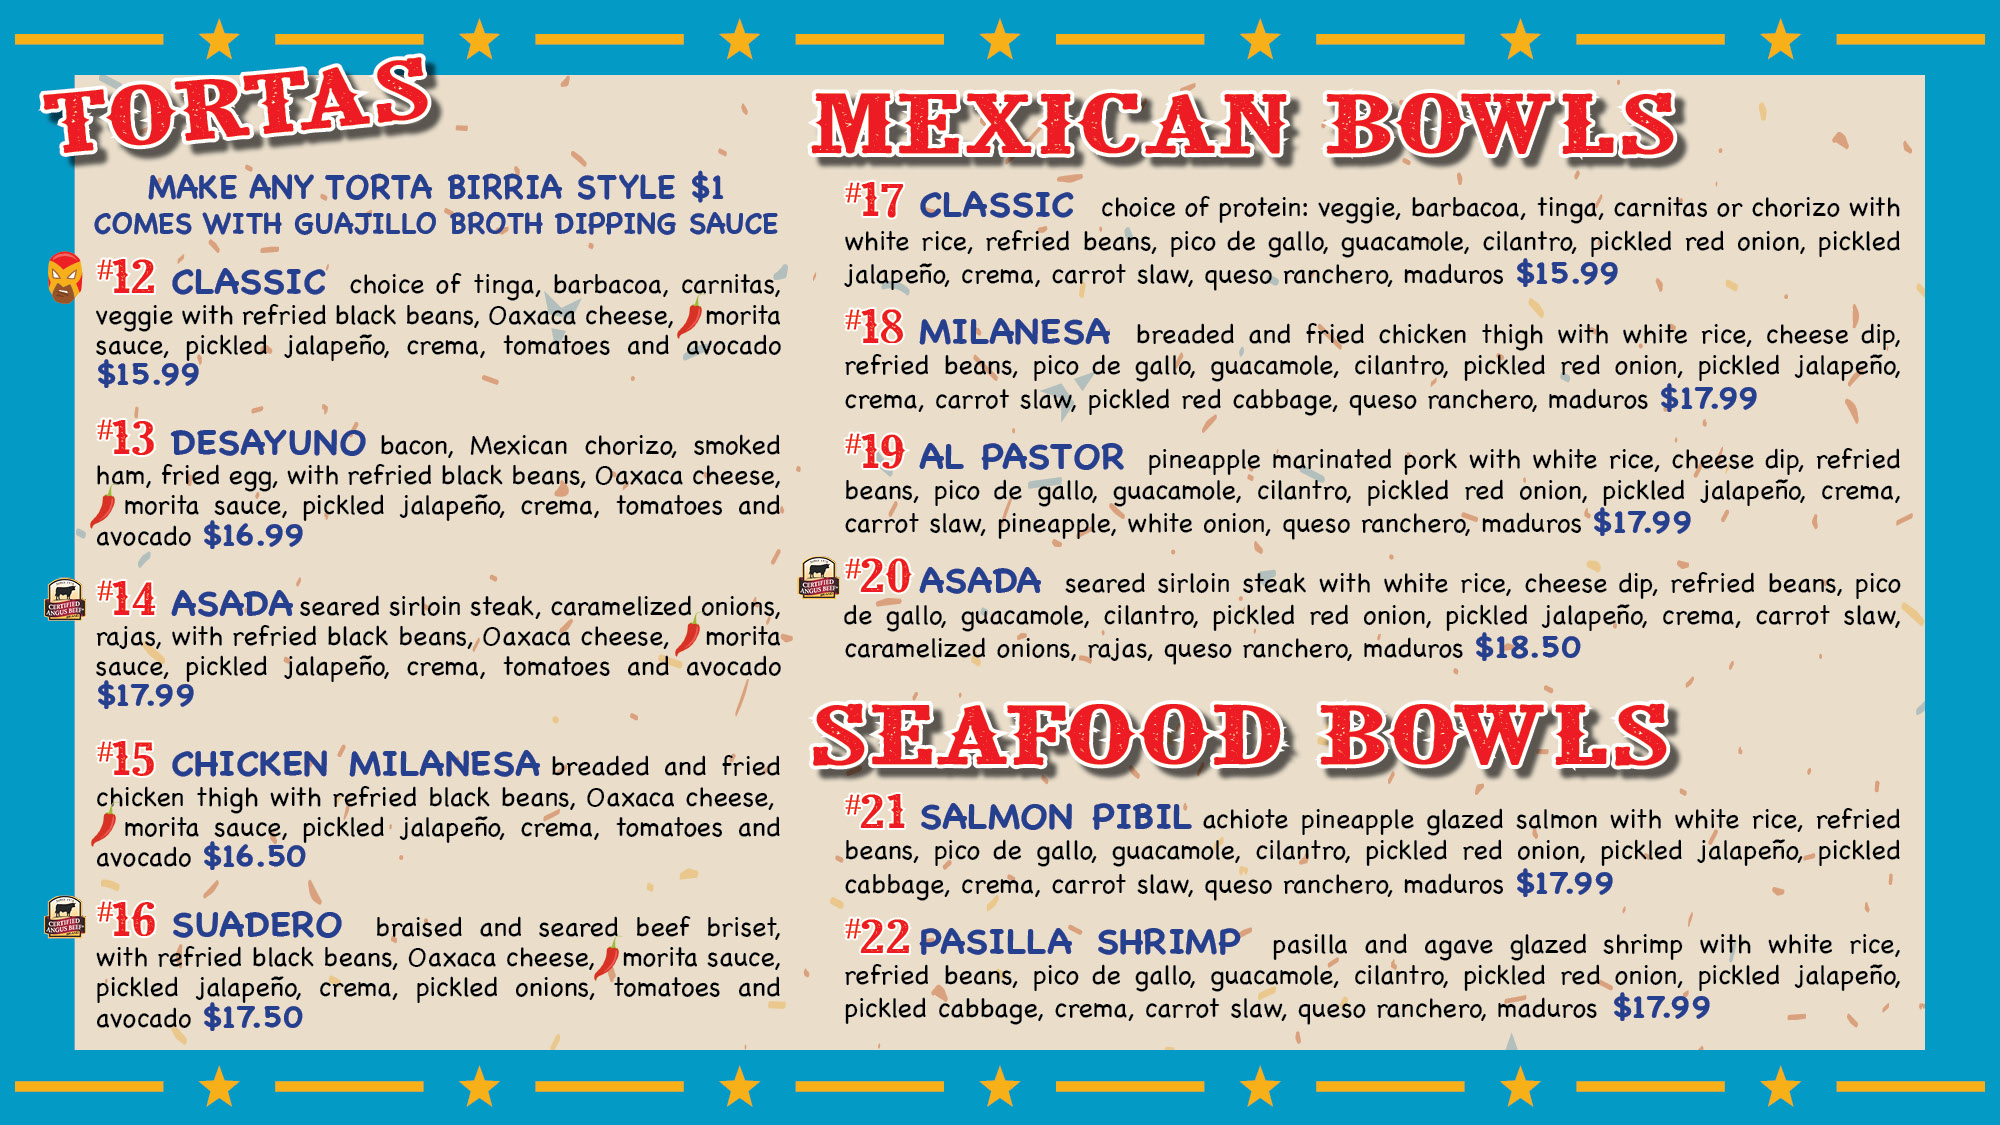 TORTAS
MAKE ANY TORTA BIRRIA STYLE $1
COMES WITH GUAJILLO BROTH DIPPING SAUCE
#12 CLASSIC choice of tinga, barbacoa, carnitas,
veggie with refried black beans, Oaxaca cheese, morita
sauce, pickled jalapeño, crema, tomatoes and avocado
$15.99
#13 DESAYUNO bacon, Mexican chorizo, smoked
ham, fried egg, with refried black beans, Oaxaca cheese,
morita sauce, pickled jalapeño, crema, tomatoes and
avocado $16.99
CERTIFIED
ANGUS BEEF
#14 ASADA seared sirloin steak, caramelized onions,
rajas, with refried black beans, Oaxaca cheese, morita
sauce, pickled jalapeño, crema, tomatoes and avocado
$17.99
#15 CHICKEN MILANESA breaded and fried
chicken thigh with refried black beans, Oaxaca cheese,
morita sauce, pickled jalapeño, crema, tomatoes and
avocado $16.50
CERTIFIED
ANGUS BEEF
#16 SUADERO braised and seared beef briset,
with refried black beans, Oaxaca cheese, morita sauce,
pickled jalapeño, crema, pickled onions, tomatoes and
avocado $17.50
MEXICAN BOWLS
#17 CLASSIC choice of protein: veggie, barbacoa, tinga, carnitas or chorizo with
white rice, refried beans, pico de gallo, guacamole, cilantro, pickled red onion, pickled
jalapeño, crema, carrot slaw, queso ranchero, maduros $15.99
#18 MILANESA breaded and fried chicken thigh with white rice, cheese dip,
refried beans, pico de gallo, guacamole, cilantro, pickled red onion, pickled jalapeño,
crema, carrot slaw, pickled red cabbage, queso ranchero, maduros $17.99
#19 AL PASTOR pineapple marinated pork with white rice, cheese dip, refried
beans, pico de gallo, guacamole, cilantro, pickled red onion, pickled jalapeño, crema,
carrot slaw, pineapple, white onion, queso ranchero, maduros $17.99
CERTIFIED
ANGUS BEEF
#20 ASADA seared sirloin steak with white rice, cheese dip, refried beans, pico
de gallo, guacamole, cilantro, pickled red onion, pickled jalapeño, crema, carrot slaw,
caramelized onions, rajas, queso ranchero, maduros $18.50
SEAFOOD BOWLS
#21 SALMON PIBIL achiote pineapple glazed salmon with white rice, refried
beans, pico de gallo, guacamole, cilantro, pickled red onion, pickled jalapeño, pickled
cabbage, crema, carrot slaw, queso ranchero, maduros $17.99
#22 PASILLA SHRIMP pasilla and agave glazed shrimp with white rice,
refried beans, pico de gallo, guacamole, cilantro, pickled red onion, pickled jalapeño,
pickled cabbage, crema, carrot slaw, queso ranchero, maduros $17.99